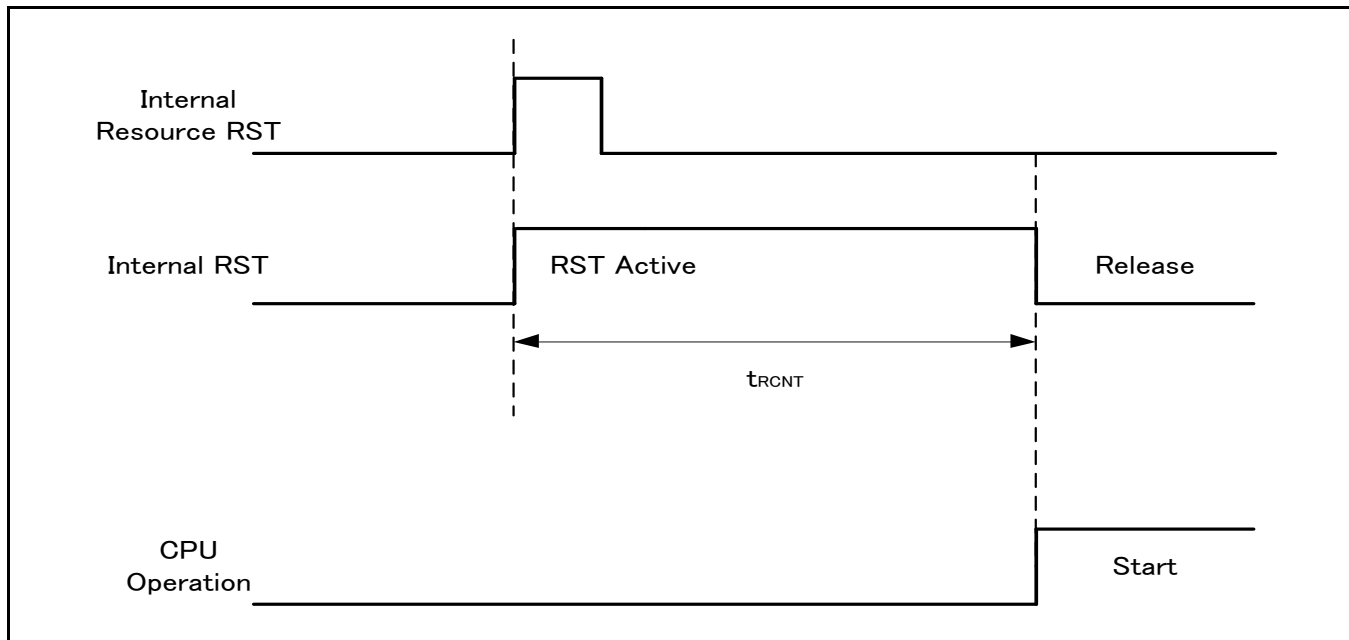 Internal
Resource RST
Internal RST
RST Active
Release
tRCNT
CPU
Operation
Start